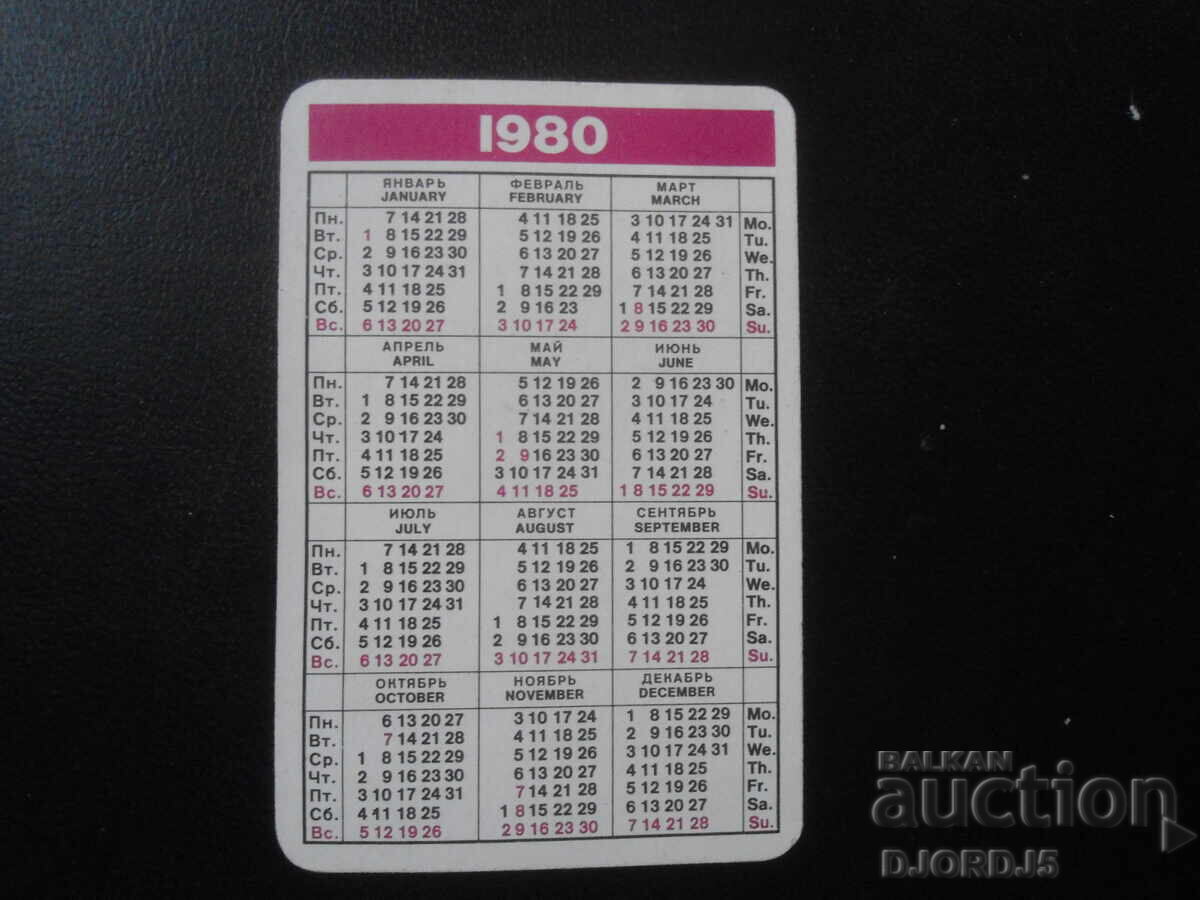 1980
ЯНВАРЬ ФЕВРАЛЬ МАРТ
JANUARY FEBRUARY MARCH
Пн. 7 14 21 28 4 11 18 25 3 10 17 24 31 Mo.
Вт. 1 8 15 22 29 5 12 19 26 4 11 18 25 Tu.
Ср. 2 9 16 23 30 6 13 20 27 5 12 19 26 We.
Чт. 3 10 17 24 31 7 14 21 28 6 13 20 27 Th.
Пт. 4 11 18 25 1 8 15 22 29 7 14 21 28 Fr.
Сб. 5 12 19 26 2 9 16 23 1 8 15 22 29 Sa.
Вс. 6 13 20 27 3 10 17 24 2 9 16 23 30 Su.
АПРЕЛЬ МАЙ ИЮНЬ
APRIL MAY JUNE
Пн. 7 14 21 28 5 12 19 26 2 9 16 23 30 Mo.
Вт. 1 8 15 22 29 6 13 20 27 3 10 17 24 Tu.
Ср. 2 9 16 23 30 7 14 21 28 4 11 18 25 We.
Чт. 3 10 17 24 1 8 15 22 29 5 12 19 26 Th.
Пт. 4 11 18 25 2 9 16 23 30 6 13 20 27 Fr.
Сб. 5 12 19 26 3 10 17 24 31 7 14 21 28 Sa.
Вс. 6 13 20 27 4 11 18 25 1 8 15 22 29 Su.
ИЮЛЬ АВГУСТ СЕНТЯБРЬ
JULY AUGUST SEPTEMBER
Пн. 7 14 21 28 4 11 18 25 1 8 15 22 29 Mo.
Вт. 1 8 15 22 29 5 12 19 26 2 9 16 23 30 Tu.
Ср. 2 9 16 23 30 6 13 20 27 3 10 17 24 We.
Чт. 3 10 17 24 31 7 14 21 28 4 11 18 25 Th.
Пт. 4 11 18 25 1 8 15 22 29 5 12 19 26 Fr.
Сб. 5 12 19 26 2 9 16 23 30 6 13 20 27 Sa.
Вс. 6 13 20 27 3 10 17 24 31 7 14 21 28 Su.
ОКТЯБРЬ НОЯБРЬ ДЕКАБРЬ
OCTOBER NOVEMBER DECEMBER
Пн. 6 13 20 27 3 10 17 24 1 8 15 22 29 Mo.
Вт. 7 14 21 28 4 11 18 25 2 9 16 23 30 Tu.
Ср. 1 8 15 22 29 5 12 19 26 3 10 17 24 31 We.
Чт. 2 9 16 23 30 6 13 20 27 4 11 18 25 Th.
Пт. 3 10 17 24 31 7 14 21 28 5 12 19 26 Fr.
Сб. 4 11 18 25 1 8 15 22 29 6 13 20 27 Sa.
Вс. 5 12 19 26 2 9 16 23 30 7 14 21 28 Su.
BALKAN
auction
DJORDJ5